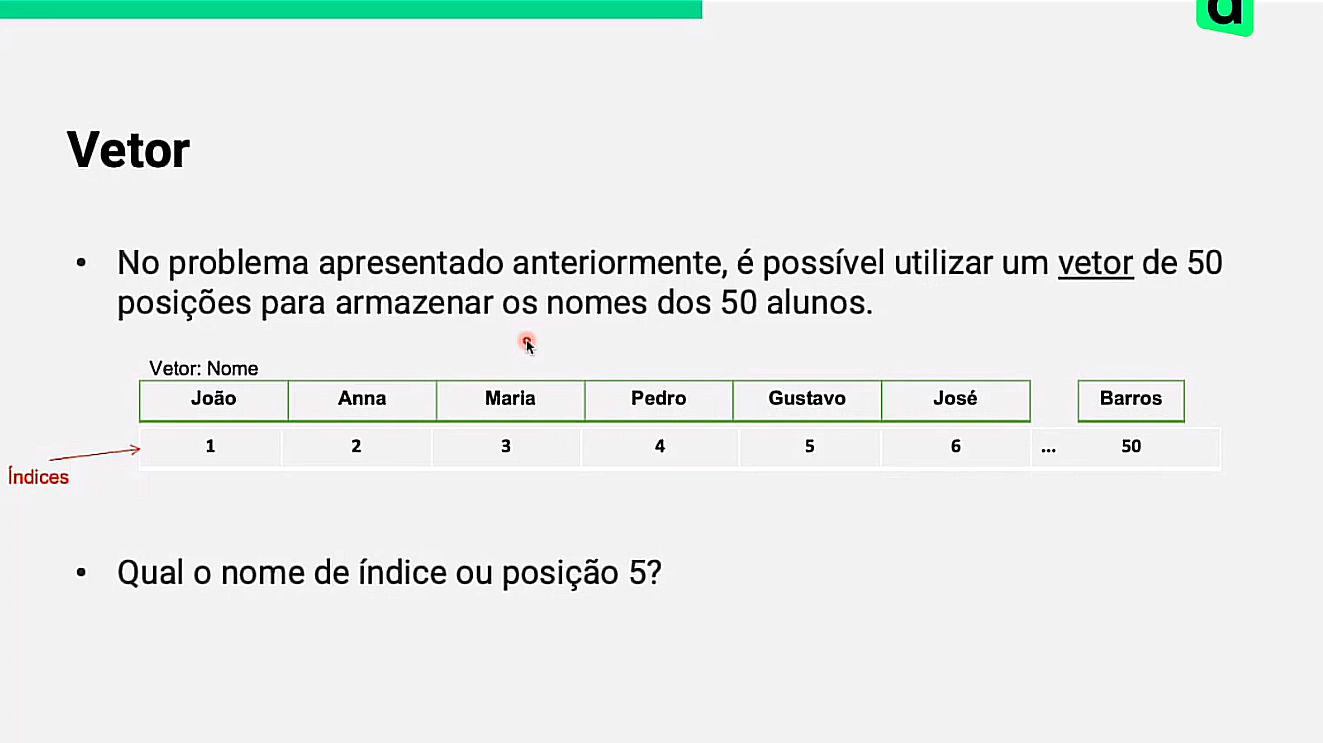 d
Vetor
• No problema apresentado anteriormente, é possível utilizar um vetor de 50
posições para armazenar os nomes dos 50 alunos.
Vetor: Nome
João Anna Maria Pedro Gustavo José Barros
1 2 3 4 5 6 ... 50
Índices
• Qual o nome de índice ou posição 5?